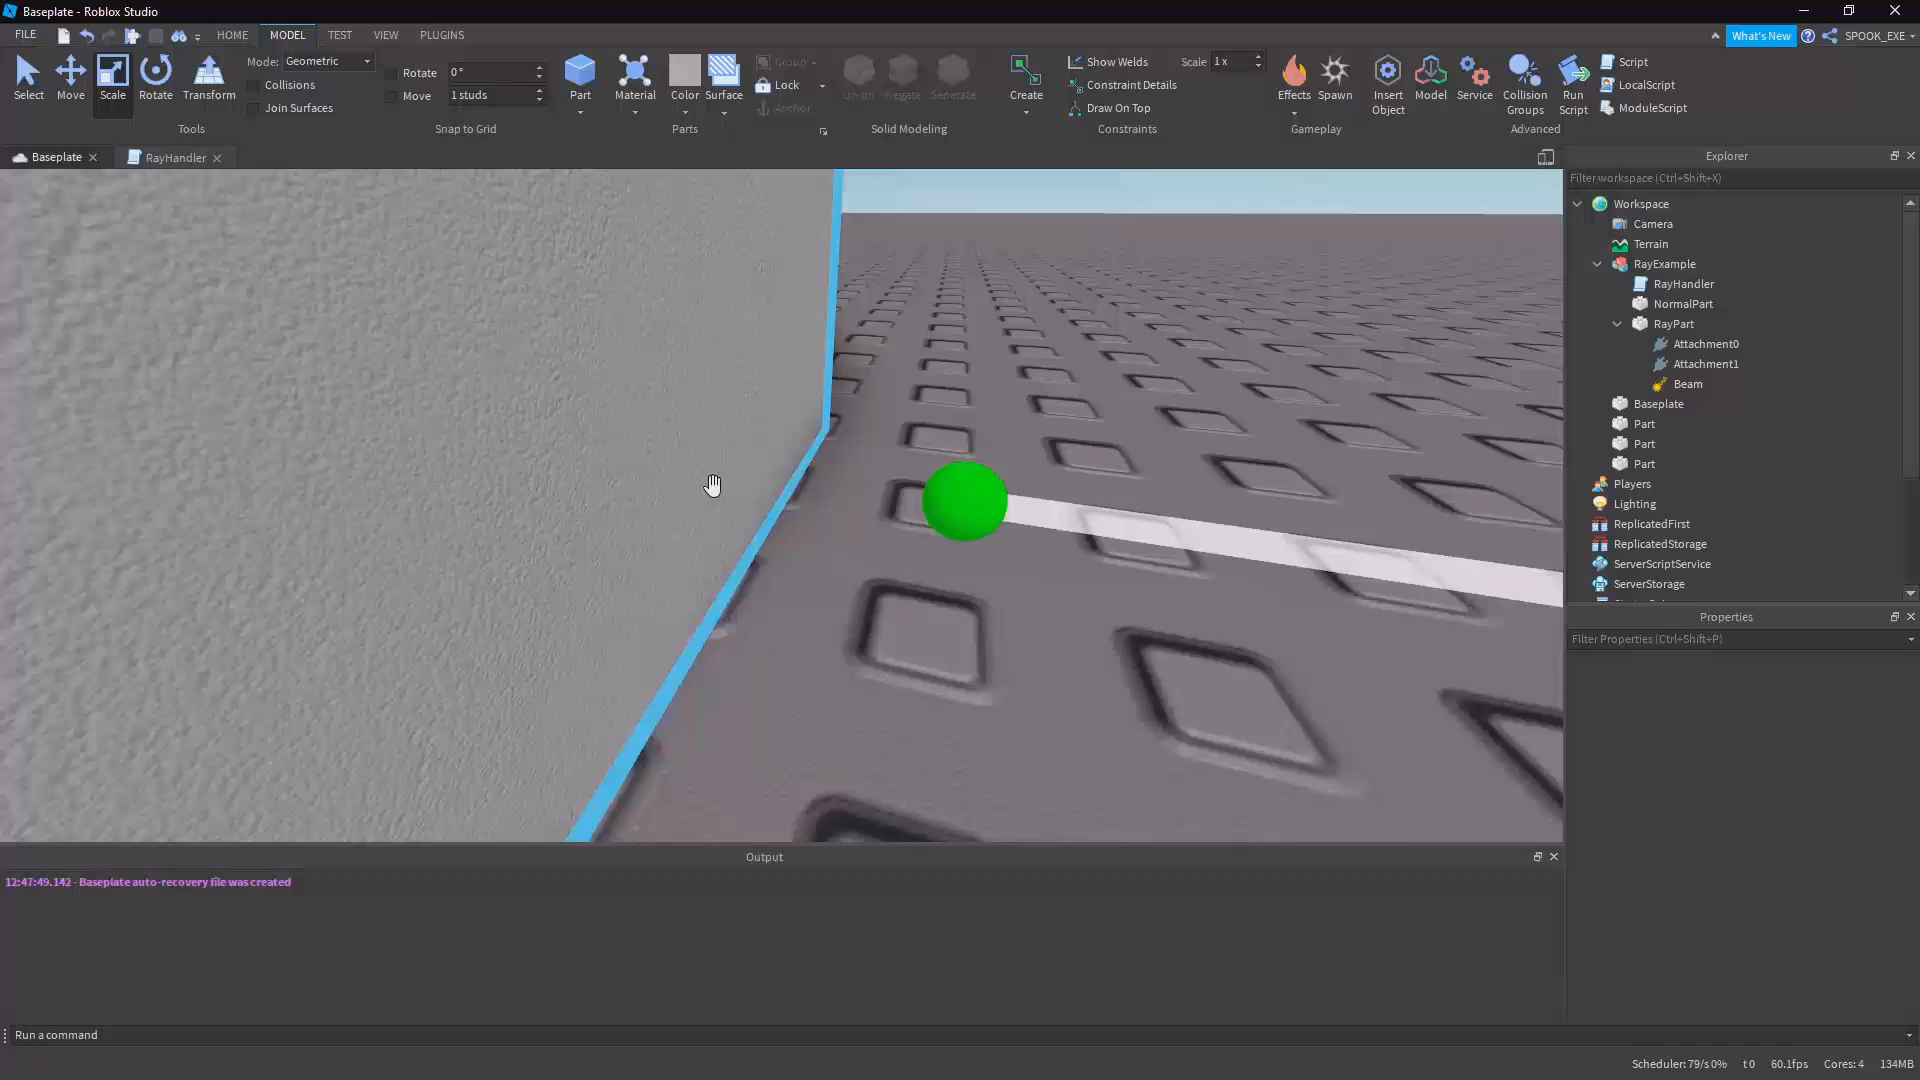 Baseplate - Roblox Studio
FILE HOME MODEL TEST VIEW PLUGINS What's New SPOOK_EXE
Select Move Scale Rotate Transform
Mode: Geometric
Collisions
Join Surfaces
Tools
Rotate 0°
Move 1 studs
Snap to Grid
Part Material Color Surface
Group
Lock
Anchor
Parts
Union Negate Separate
Solid Modeling
Create
Show Welds
Constraint Details
Draw On Top
Scale 1 x
Constraints
Effects Spawn
Gameplay
Insert Object
Model
Service
Collision Groups
Run Script
Script
LocalScript
ModuleScript
Advanced
Baseplate
RayHandler
Explorer
Filter workspace (Ctrl+Shift+X)
Workspace
Camera
Terrain
RayExample
RayHandler
NormalPart
RayPart
Attachment0
Attachment1
Beam
Baseplate
Part
Part
Part
Players
Lighting
ReplicatedFirst
ReplicatedStorage
ServerScriptService
ServerStorage
Properties
Filter Properties (Ctrl+Shift+P)
Output
12:47:49.142 - Baseplate auto-recovery file was created
Run a command
Scheduler: 79/s 0% t 0 60.1fps Cores: 4 134MB